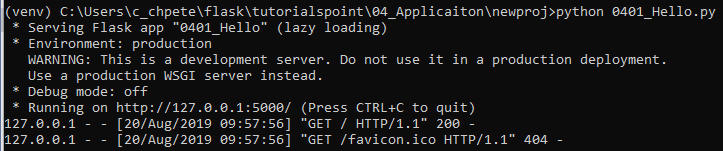 (venv) C:\Users\c_chpete\flask\tutorialspoint\04_Applicaiton\newproj>python 0401_Hello.py
* Serving Flask app "0401_Hello" (lazy loading)
* Environment: production
WARNING: This is a development server. Do not use it in a production deployment.
Use a production WSGI server instead.
* Debug mode: off
* Running on http://127.0.0.1:5000/ (Press CTRL+C to quit)
127.0.0.1 - - [20/Aug/2019 09:57:56] "GET / HTTP/1.1" 200 -
127.0.0.1 - - [20/Aug/2019 09:57:56] "GET /favicon.ico HTTP/1.1" 404 -